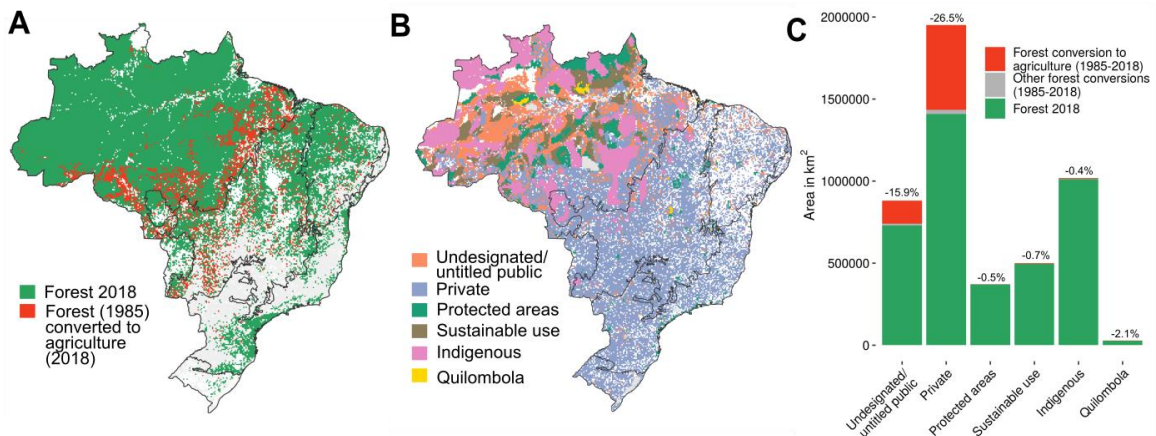 A
Forest 2018
Forest (1985)
converted to
agriculture
(2018)
B
Undesignated/
untitled public
Private
Protected areas
Sustainable use
Indigenous
Quilombola
C
Area in km²
2000000
1500000
1000000
500000
0
-15.9%
-26.5%
-0.5%
-0.7%
-0.4%
-2.1%
Forest conversion to
agriculture (1985-2018)
Other forest conversions
(1985-2018)
Forest 2018
Undesignated/
untitled public
Private
Protected areas
Sustainable use
Indigenous
Quilombola